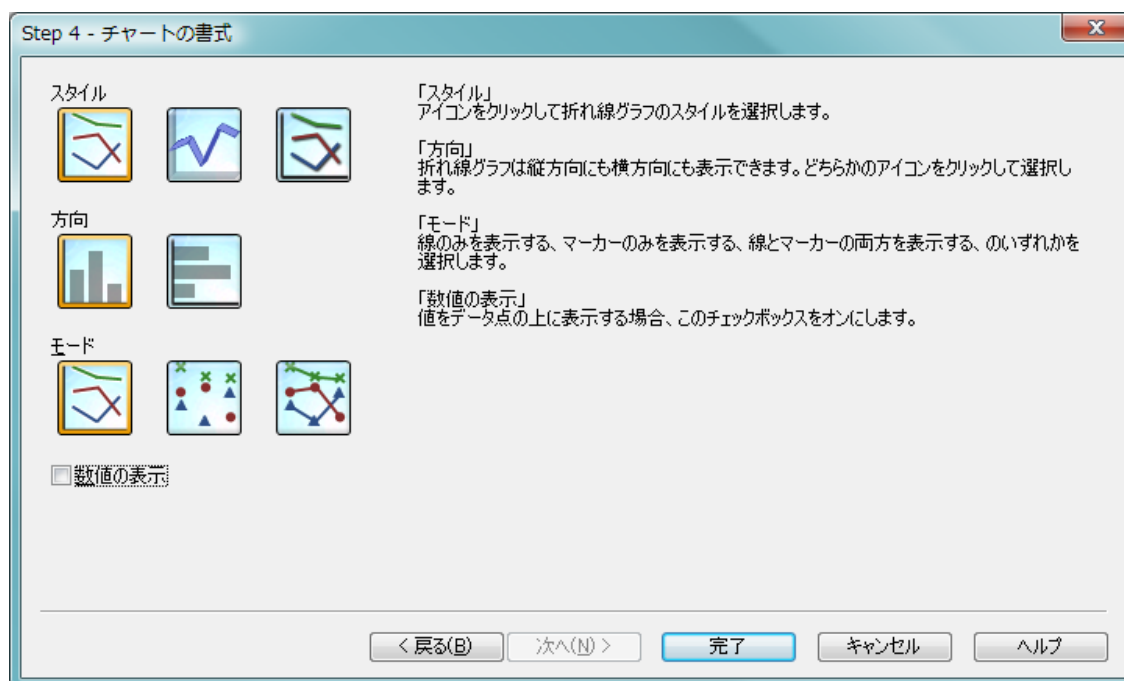 Step 4 - チャートの書式
スタイル
方向
モード
数値の表示
「スタイル」
アイコンをクリックして折れ線グラフのスタイルを選択します。
「方向」
折れ線グラフは縦方向にも横方向にも表示できます。どちらかのアイコンをクリックして選択し
ます。
「モード」
線のみを表示する、マーカーのみを表示する、線とマーカーの両方を表示する、のいずれかを
選択します。
「数値の表示」
値をデータ点の上に表示する場合、このチェックボックスをオンにします。
< 戻る(B)
次へ(N) >
完了
キャンセル
ヘルプ